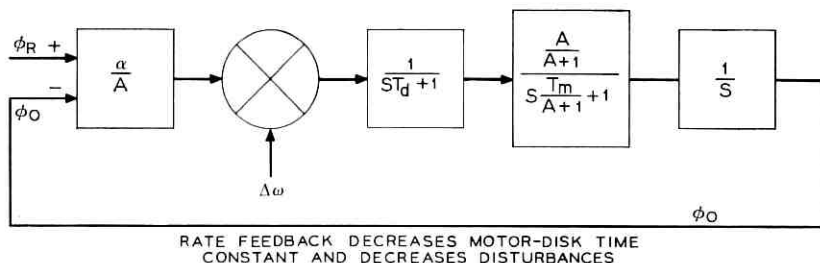 φR +
α/A
−
φO
Δω
1/(STd+1)
(A/(A+1))/(S Tm/(A+1) +1)
1/S
φO
RATE FEEDBACK DECREASES MOTOR-DISK TIME
CONSTANT AND DECREASES DISTURBANCES